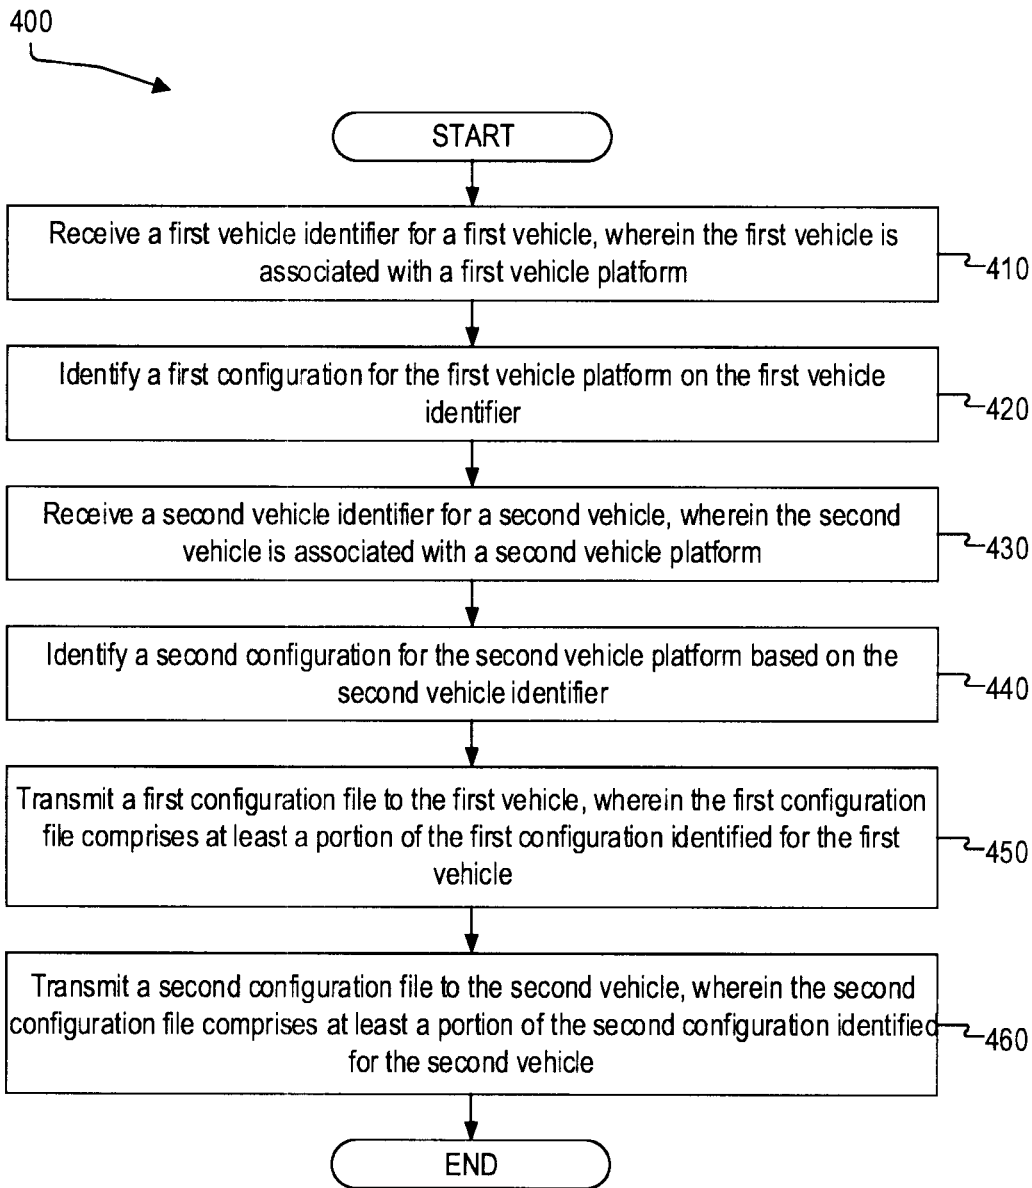 400
START
Receive a first vehicle identifier for a first vehicle, wherein the first vehicle is
associated with a first vehicle platform
410
Identify a first configuration for the first vehicle platform on the first vehicle
identifier
420
Receive a second vehicle identifier for a second vehicle, wherein the second
vehicle is associated with a second vehicle platform
430
Identify a second configuration for the second vehicle platform based on the
second vehicle identifier
440
Transmit a first configuration file to the first vehicle, wherein the first configuration
file comprises at least a portion of the first configuration identified for the first
vehicle
450
Transmit a second configuration file to the second vehicle, wherein the second
configuration file comprises at least a portion of the second configuration identified
for the second vehicle
460
END